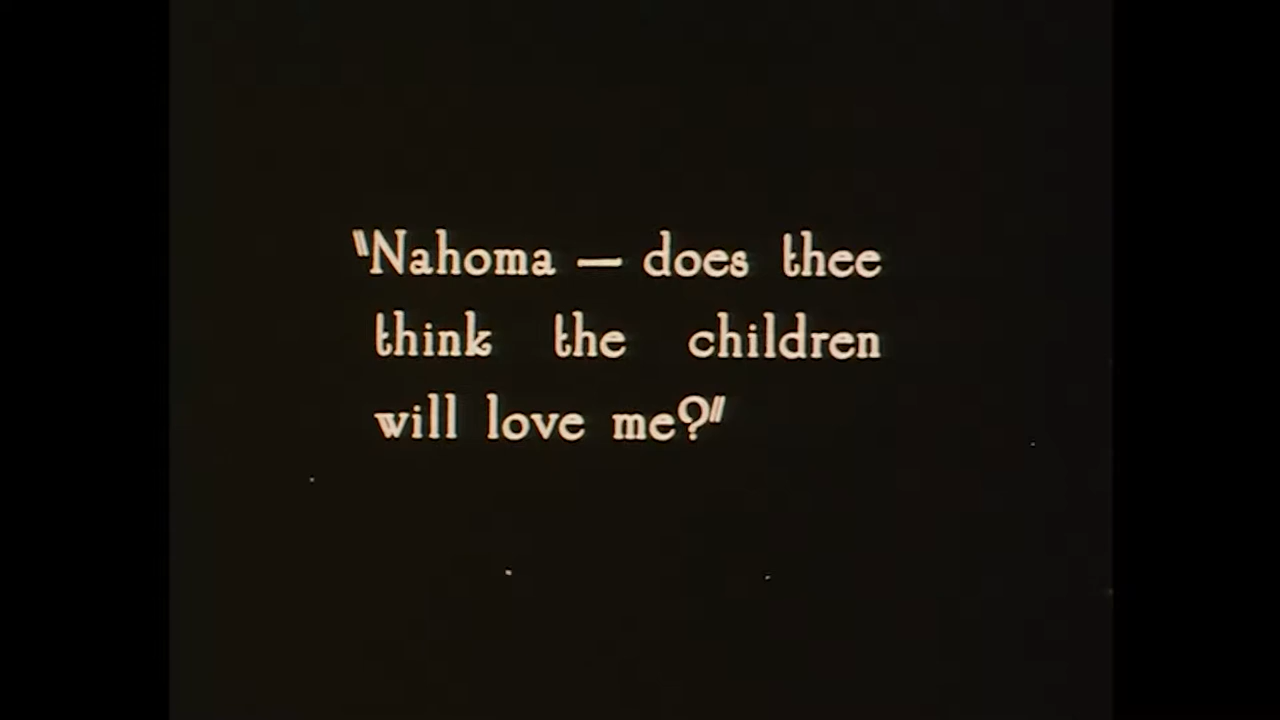 "Nahoma — does thee
think the children
will love me?"